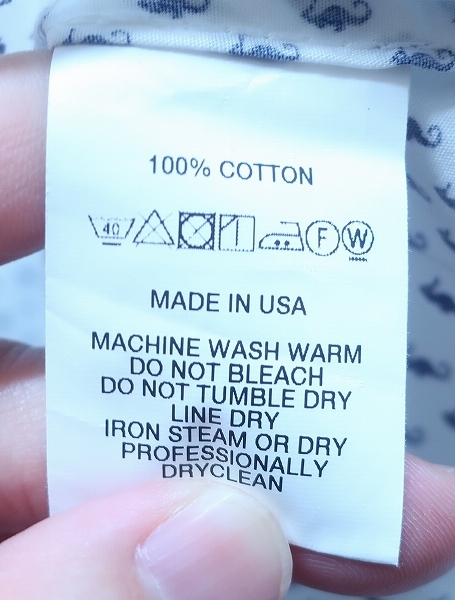 100% COTTON
40 F W
MADE IN USA
MACHINE WASH WARM
DO NOT BLEACH
DO NOT TUMBLE DRY
LINE DRY
IRON STEAM OR DRY
PROFESSIONALLY
DRYCLEAN